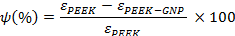 ψ(%) = (ε_PEEK − ε_PEEK−GNP) / ε_PEEK × 100